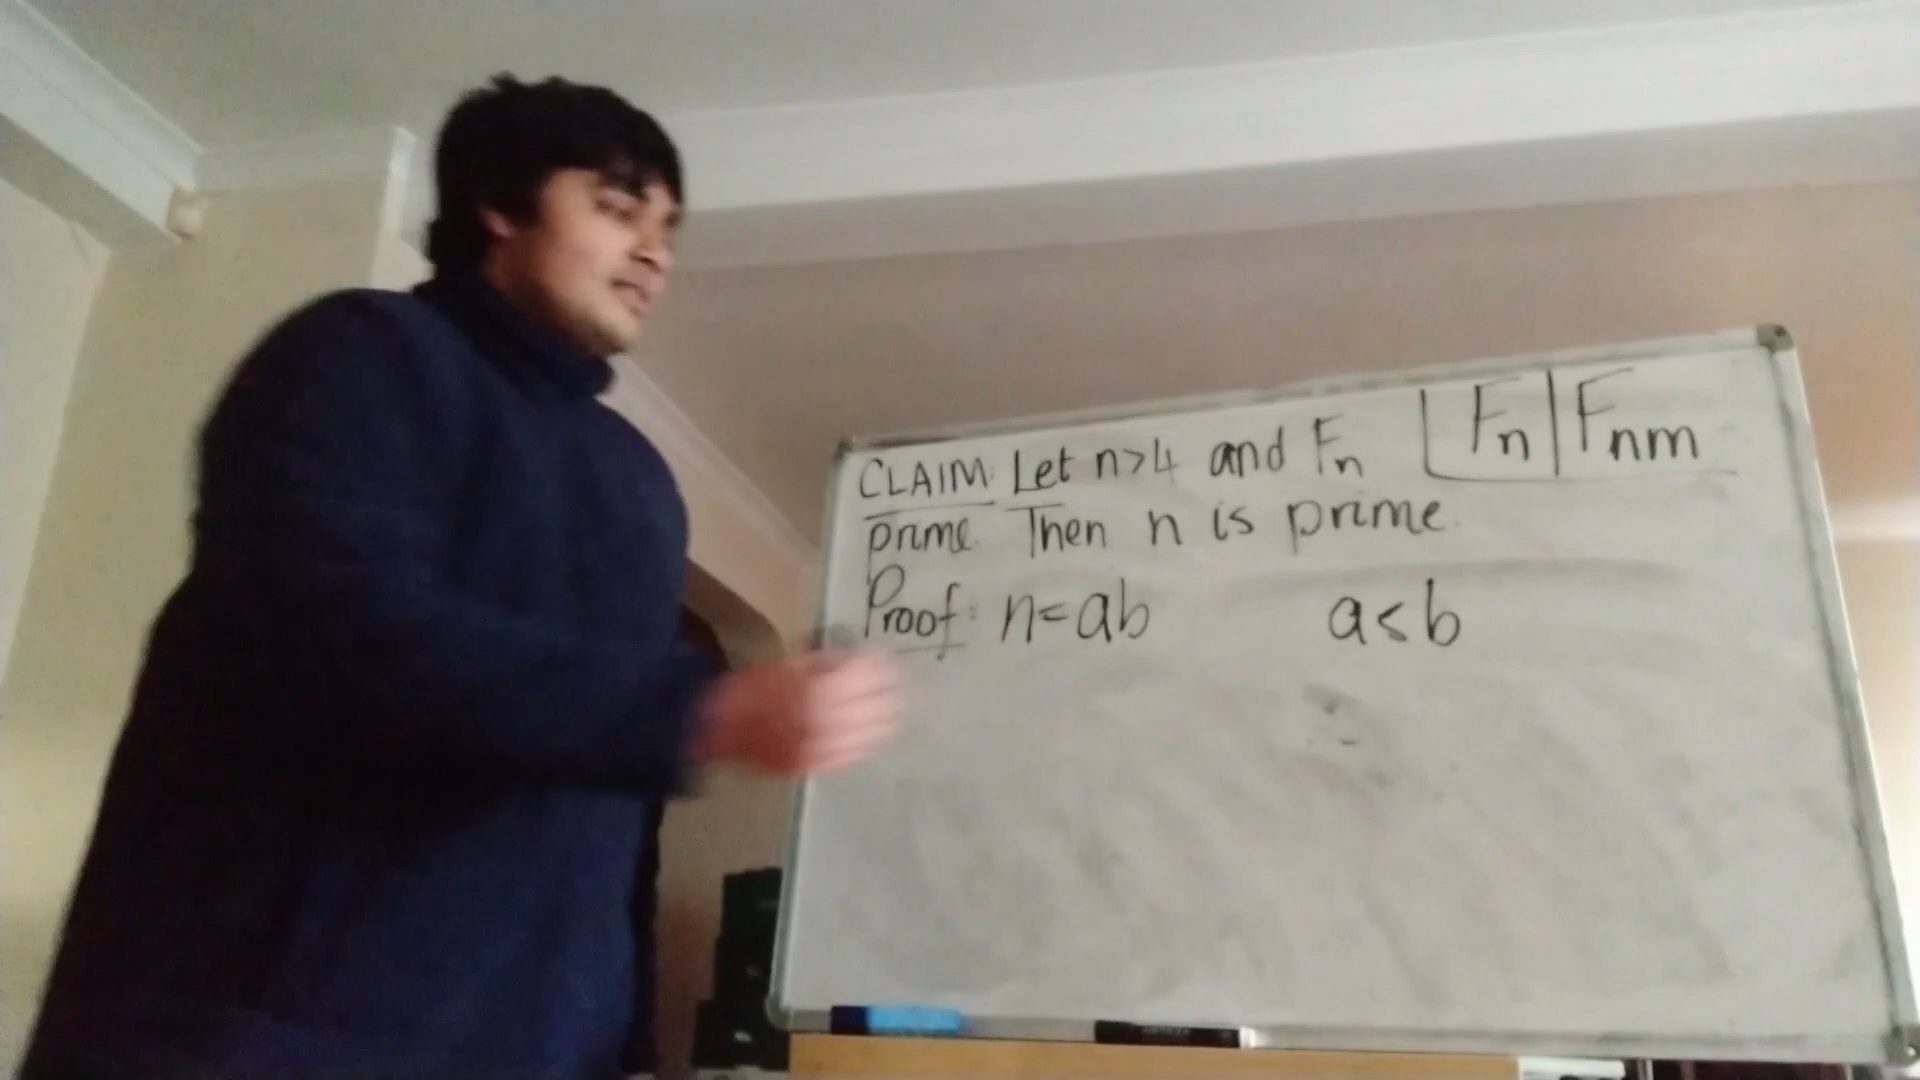 CLAIM: Let n>4 and Fn
prime. Then n is prime.
Fn|Fnm
Proof: n=ab a<b